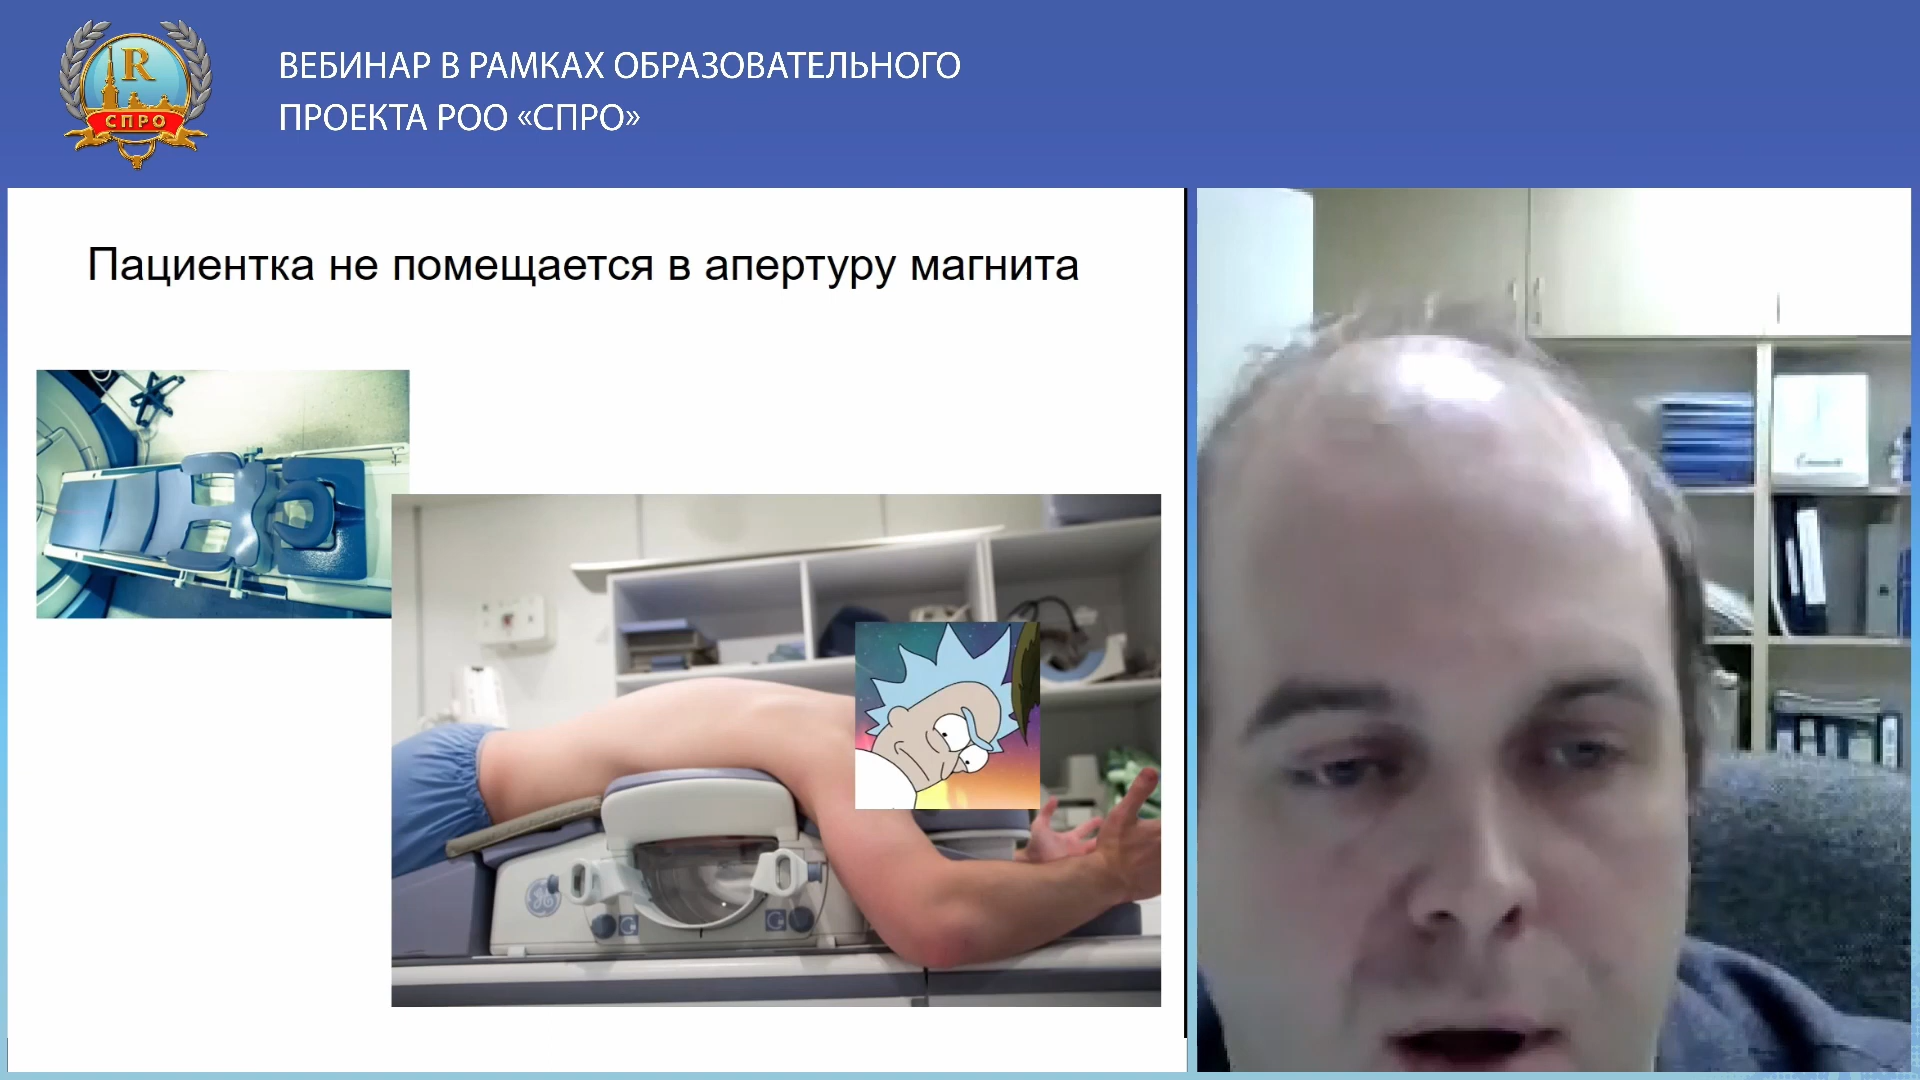 R
СПРО
ВЕБИНАР В РАМКАХ ОБРАЗОВАТЕЛЬНОГО
ПРОЕКТА РОО «СПРО»
Пациентка не помещается в апертуру магнита